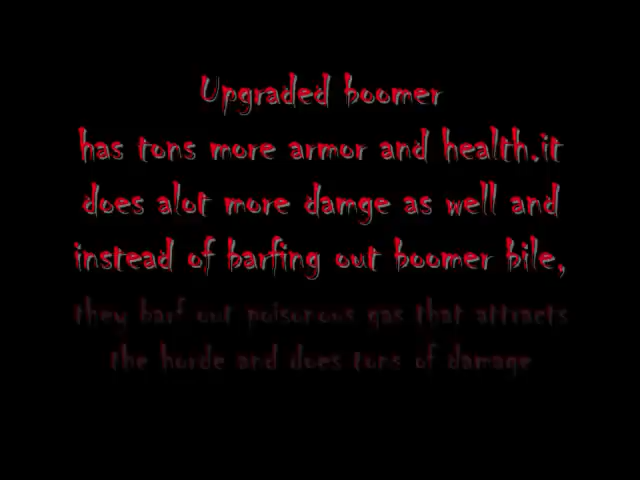 Upgraded boomer
has tons more armor and health.it
does alot more damge as well and
instead of barfing out boomer bile,
they barf out poisonous gas that attracts
the horde and does tons of damage